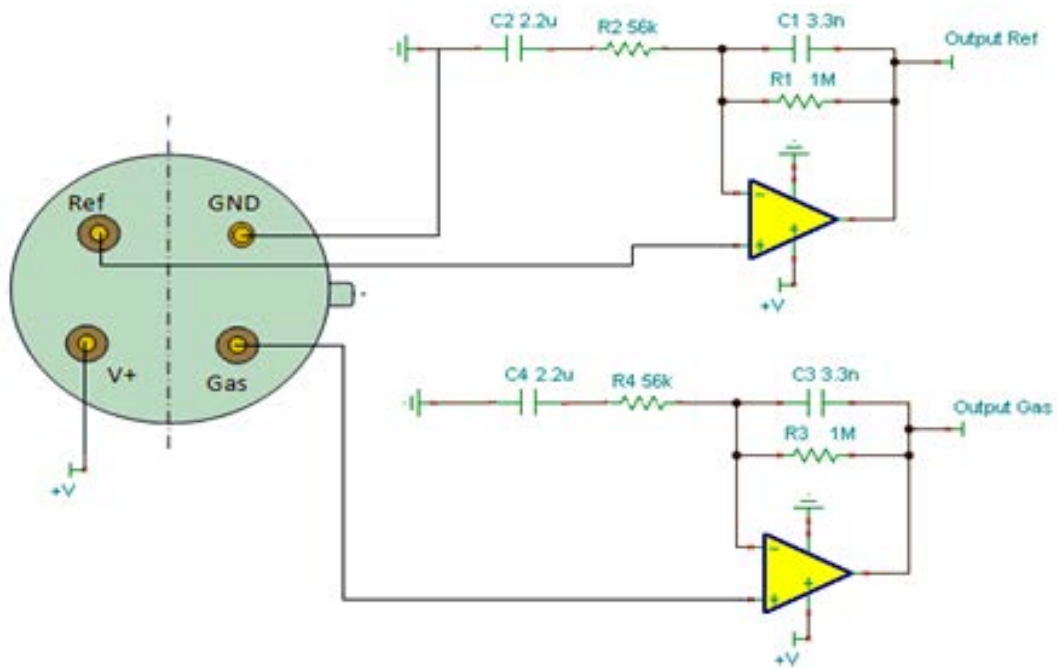 C2 2.2u
R2 56k
C1 3.3n
Output Ref
R1 1M
Ref
GND
+V
V+
Gas
+V
C4 2.2u
R4 56k
C3 3.3n
Output Gas
R3 1M
+V